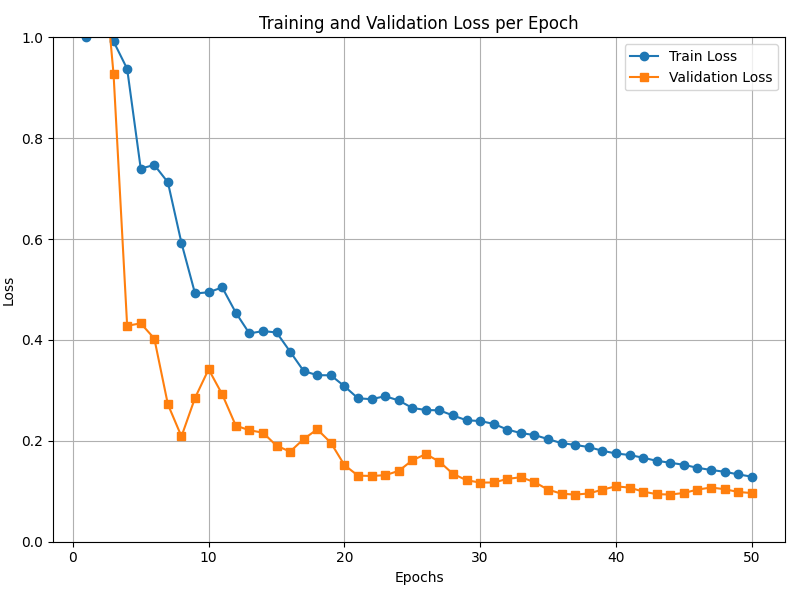 Training and Validation Loss per Epoch
Train Loss
Validation Loss
Loss
1.0
0.8
0.6
0.4
0.2
0.0
0 10 20 30 40 50
Epochs